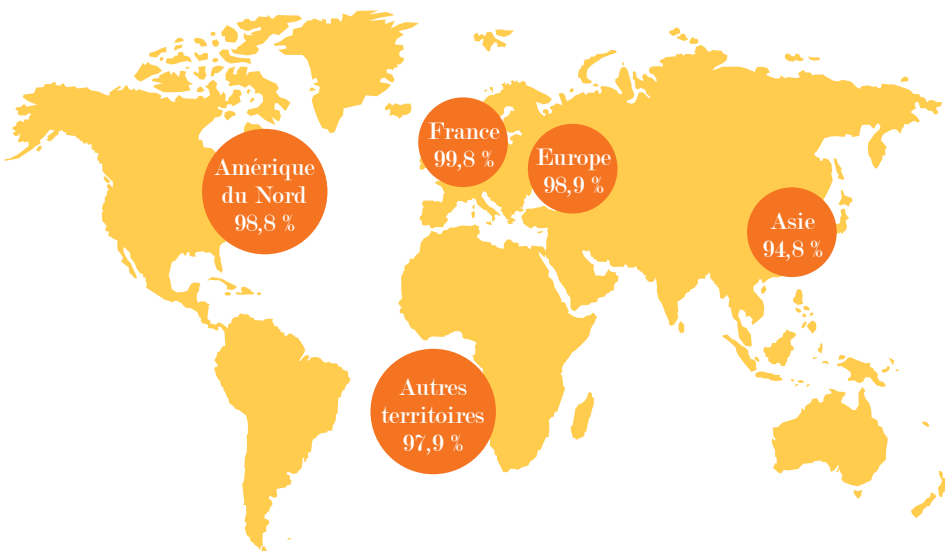 Amérique
du Nord
98,8 %
France
99,8 %
Europe
98,9 %
Asie
94,8 %
Autres
territoires
97,9 %